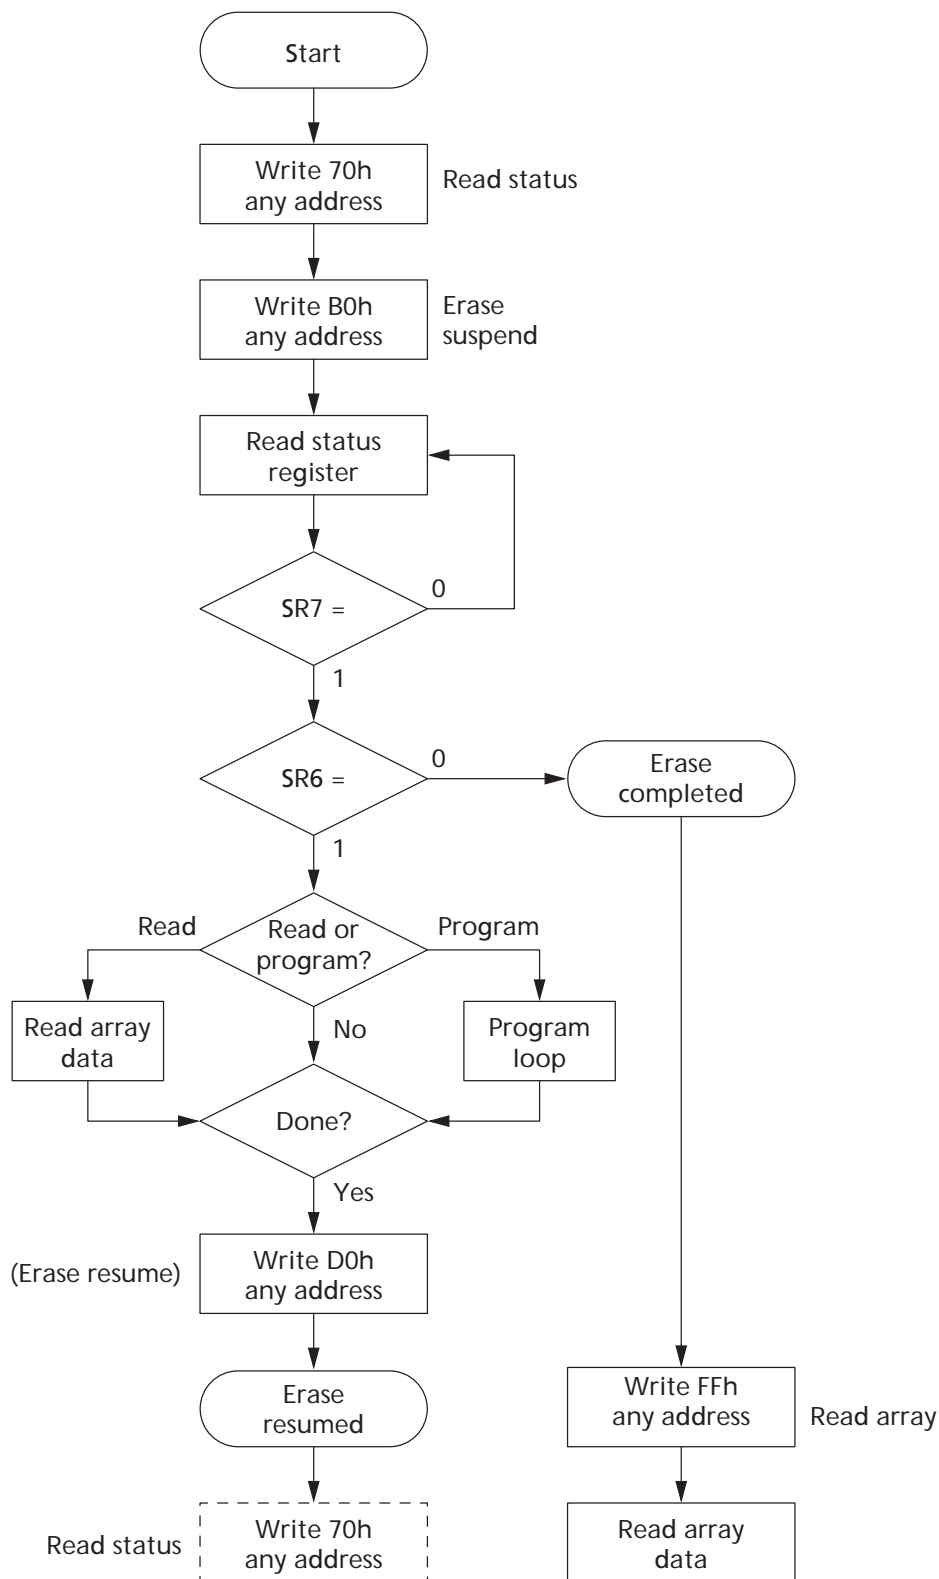 Start
Write 70h
any address
Read status
Write B0h
any address
Erase
suspend
Read status
register
SR7 =
0
1
SR6 =
0
Erase
completed
1
Read
Read or
program?
Program
Read array
data
No
Program
loop
Done?
Yes
(Erase resume)
Write D0h
any address
Erase
resumed
Write FFh
any address
Read array
Read status
Write 70h
any address
Read array
data